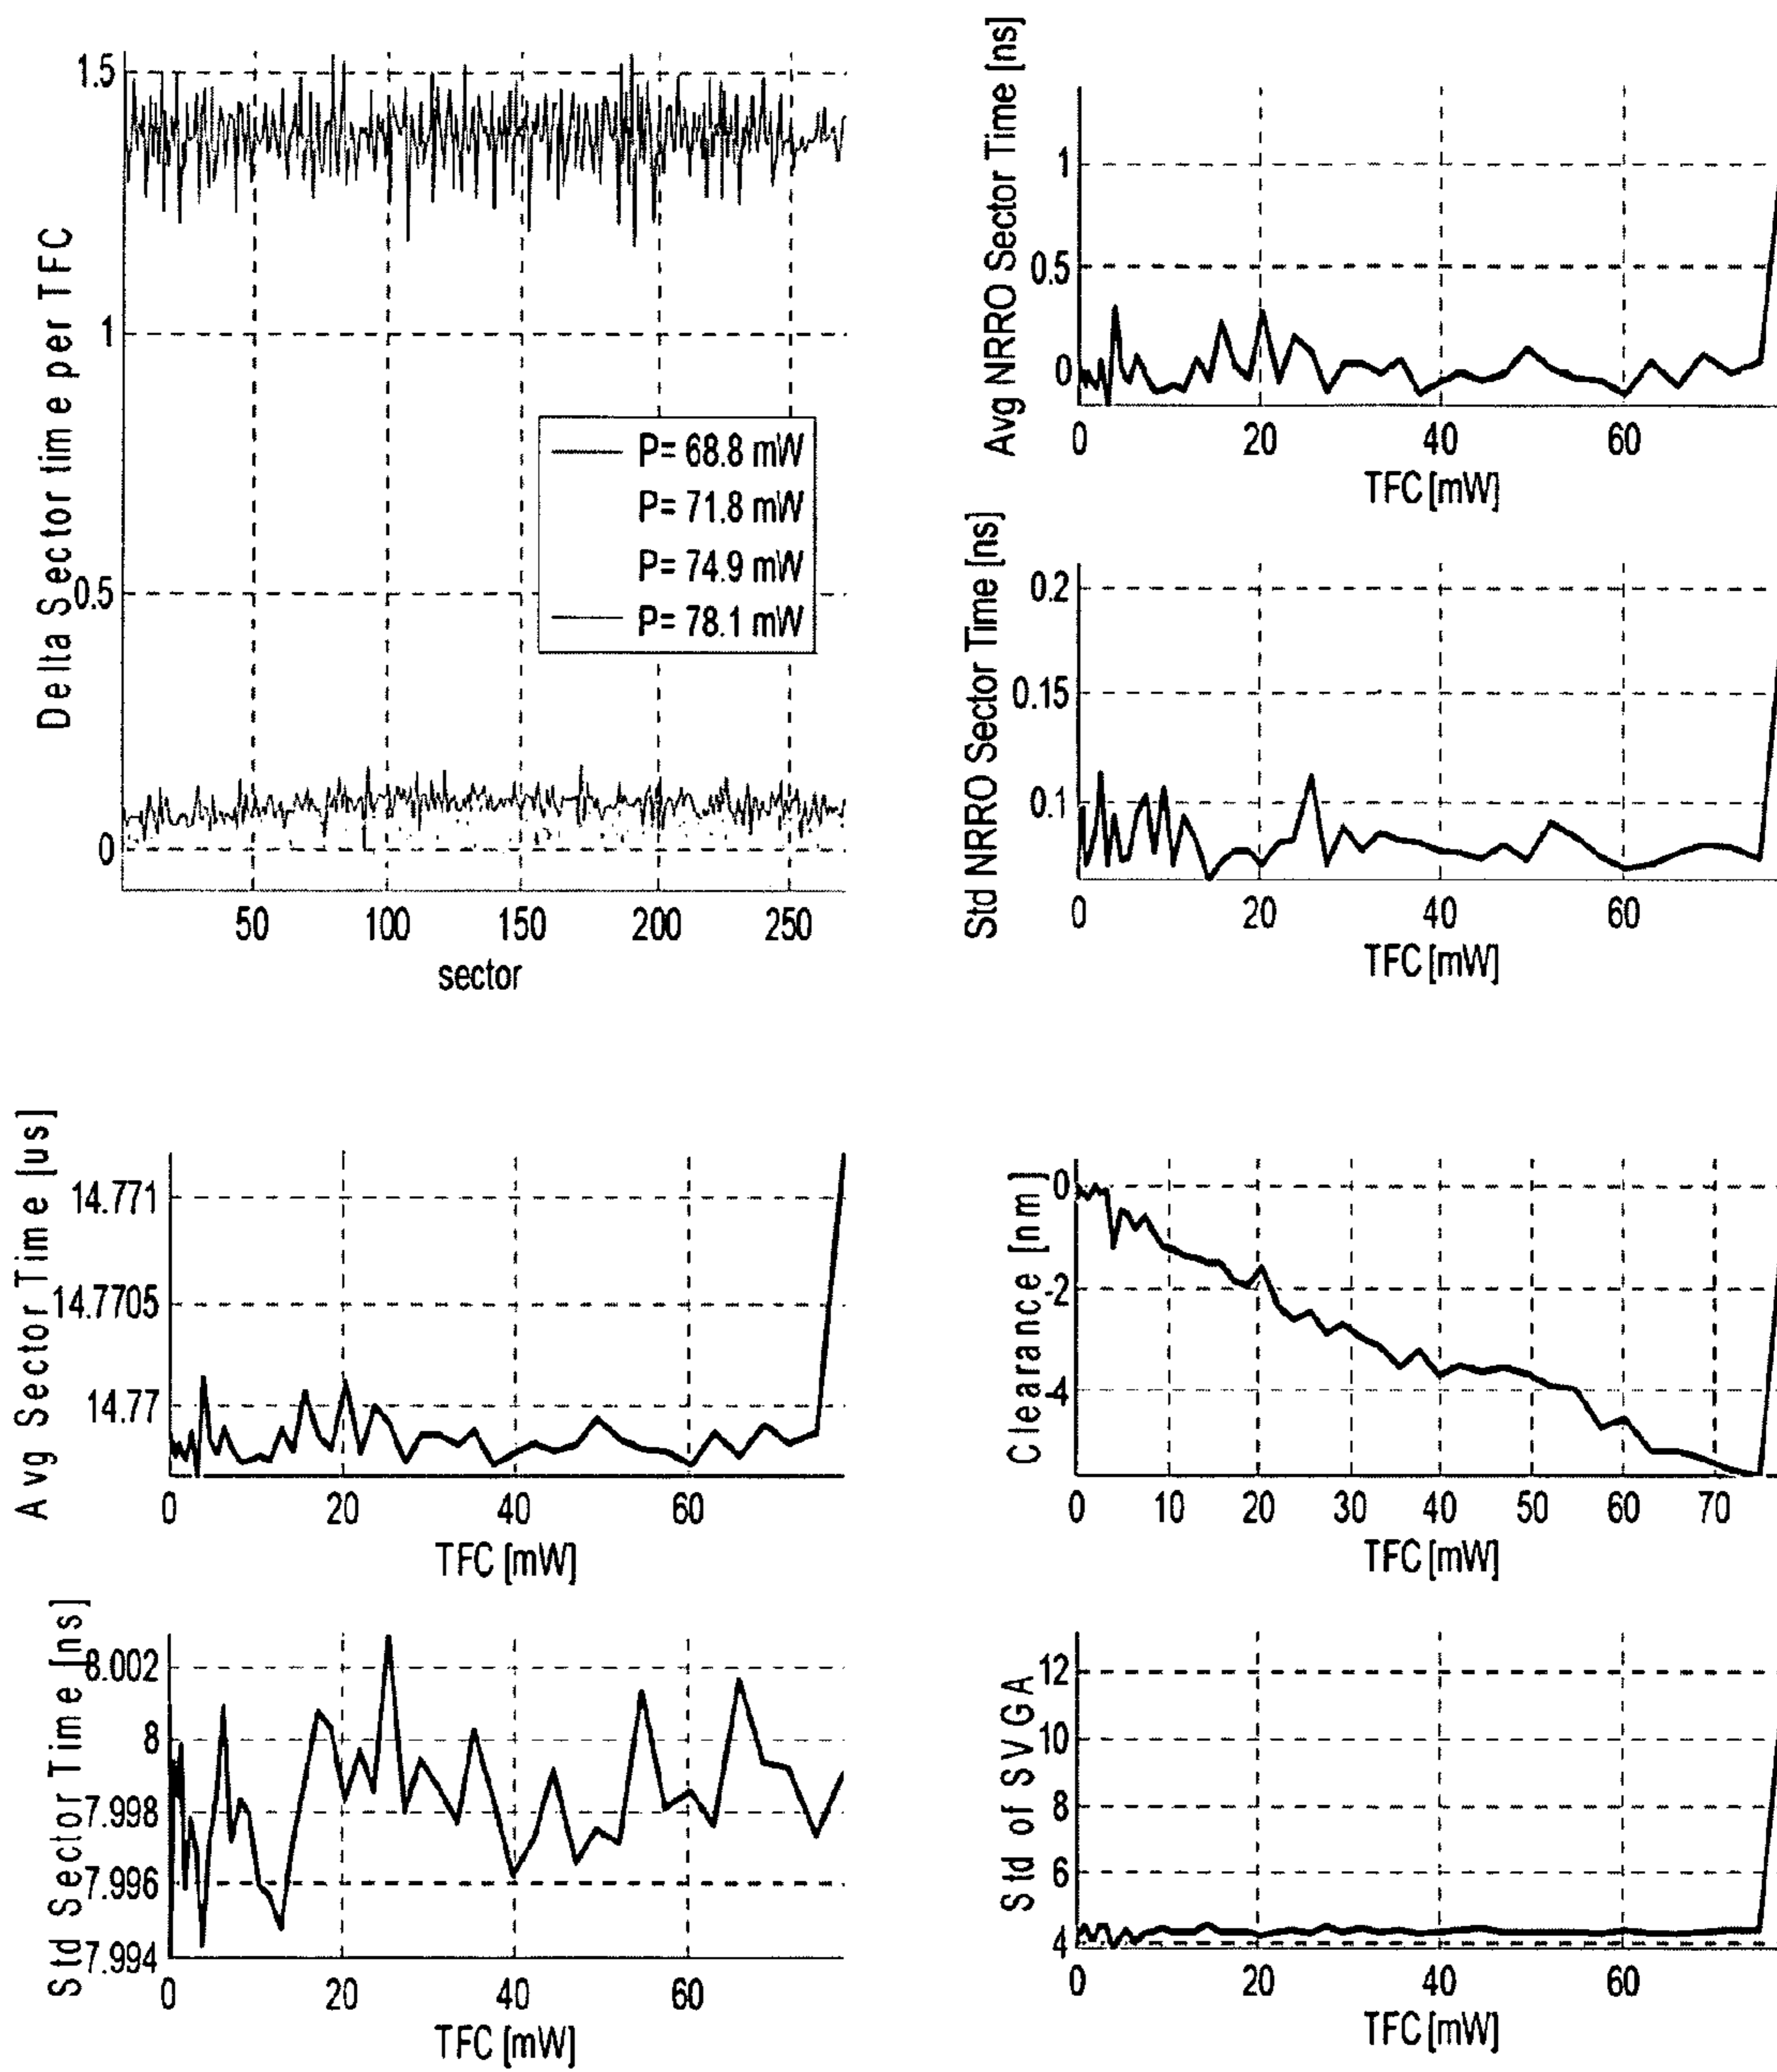 Delta Sector time per TFC
1.5
1
0.5
0
P= 68.8 mW
P= 71.8 mW
P= 74.9 mW
P= 78.1 mW
50 100 150 200 250
sector
Avg NRRO Sector Time [ns]
1
0.5
0
0 20 40 60
TFC [mW]
Std NRRO Sector Time [ns]
0.2
0.15
0.1
0 20 40 60
TFC [mW]
Avg Sector Time [us]
14.771
14.7705
14.77
0 20 40 60
TFC [mW]
Clearance [nm]
0
-2
-4
0 10 20 30 40 50 60 70
TFC [mW]
Std Sector Time [ns]
8.002
8
7.998
7.996
7.994
0 20 40 60
TFC [mW]
Std of SVGA
12
10
8
6
4
0 20 40 60
TFC [mW]